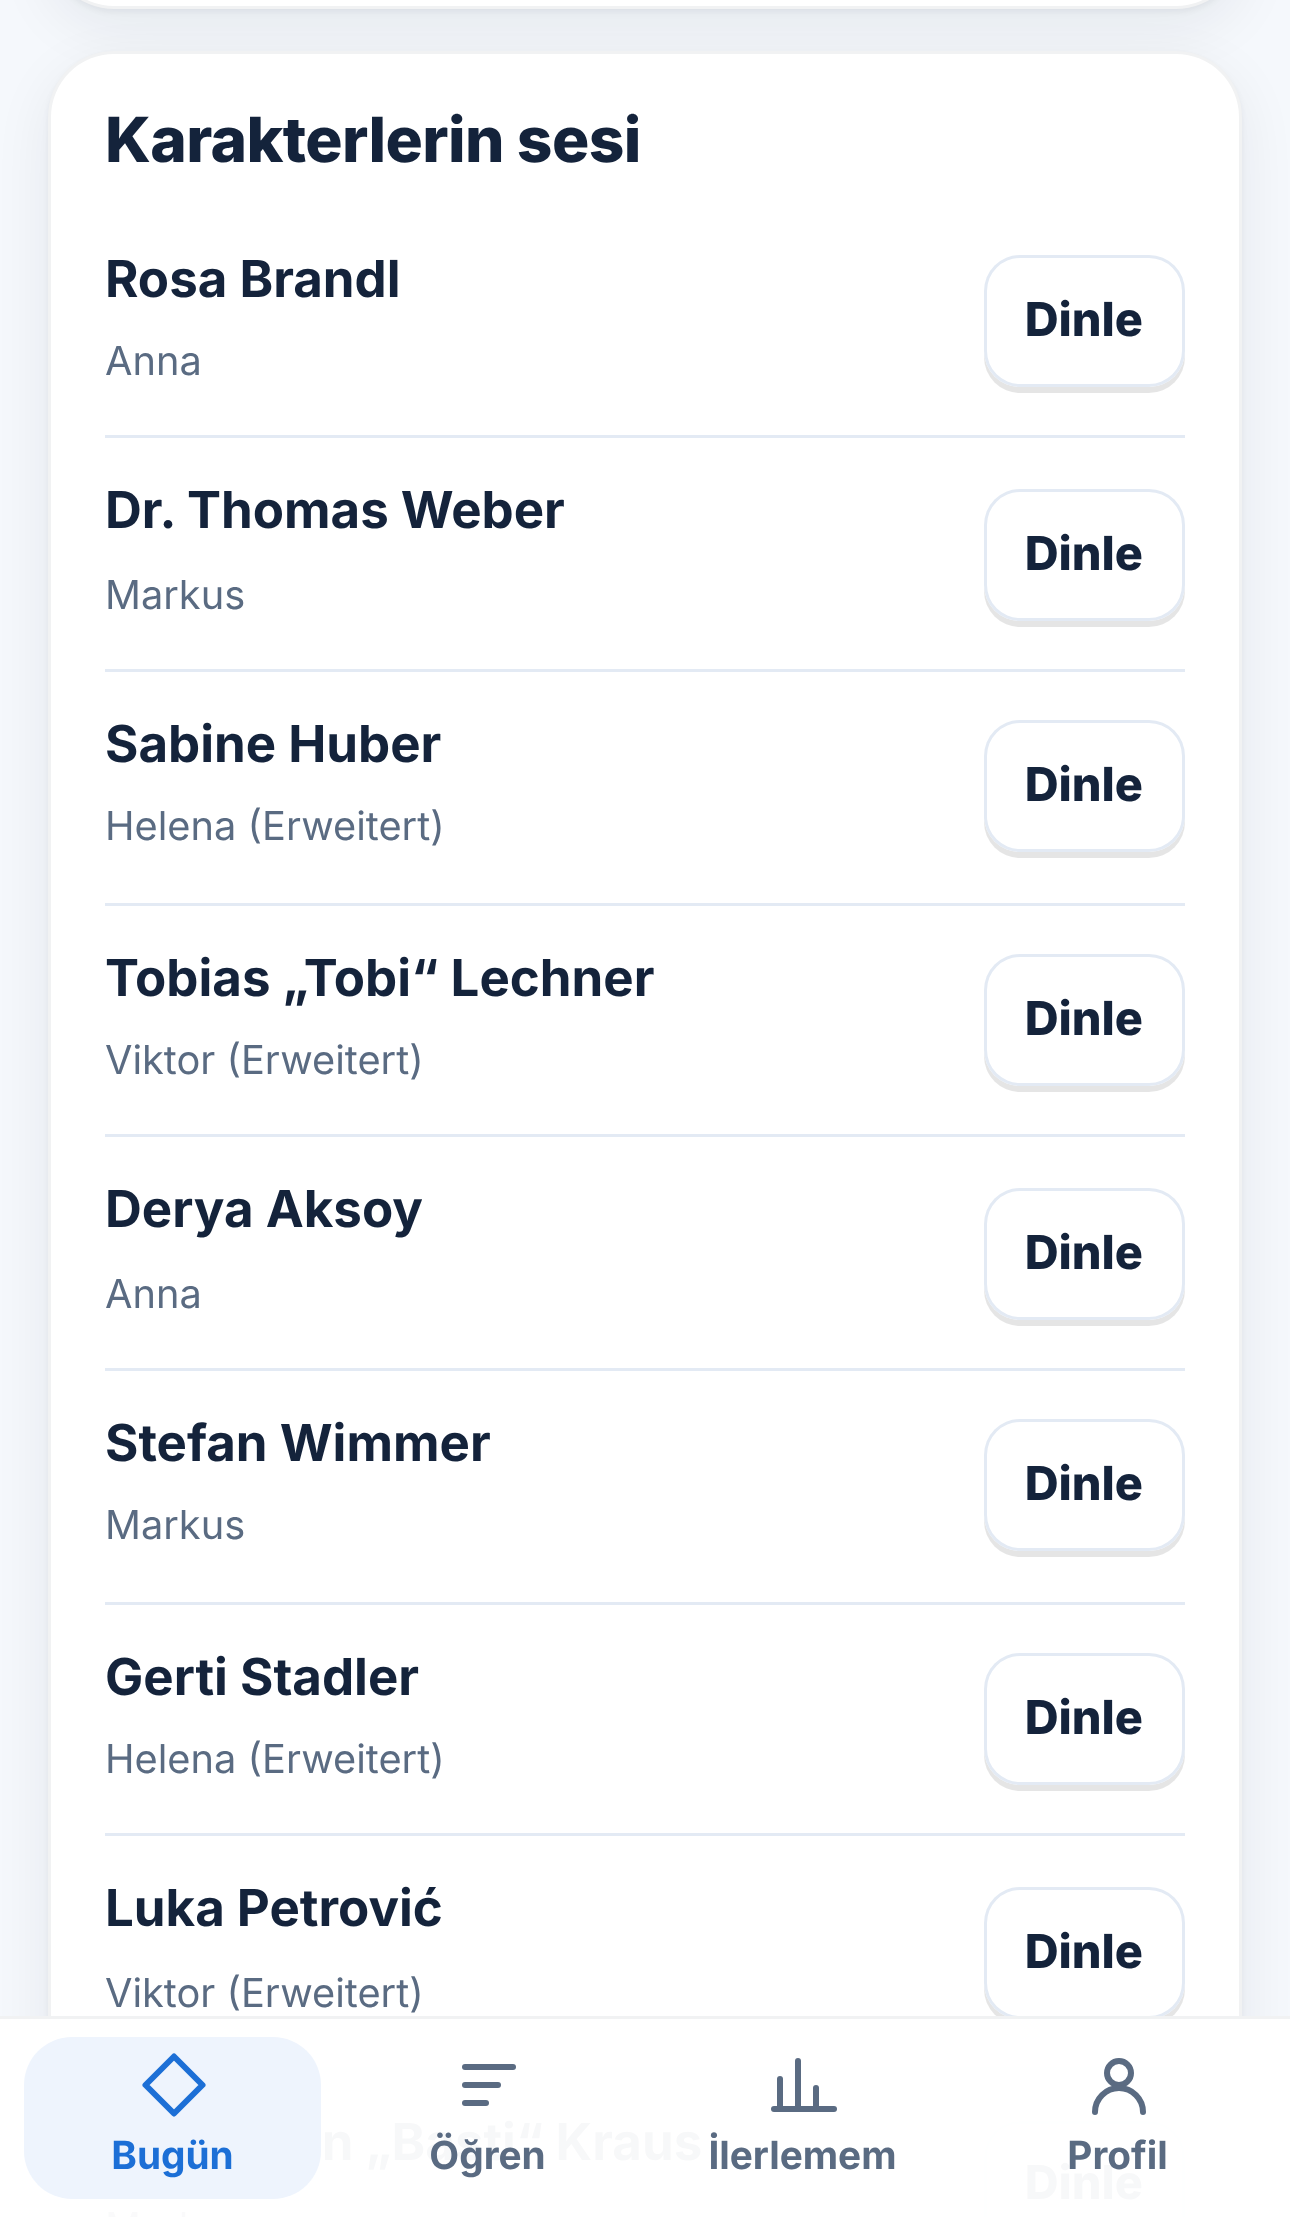 Karakterlerin sesi
Rosa Brandl
Anna
Dinle
Dr. Thomas Weber
Markus
Dinle
Sabine Huber
Helena (Erweitert)
Dinle
Tobias „Tobi“ Lechner
Viktor (Erweitert)
Dinle
Derya Aksoy
Anna
Dinle
Stefan Wimmer
Markus
Dinle
Gerti Stadler
Helena (Erweitert)
Dinle
Luka Petrović
Viktor (Erweitert)
Dinle
Kraus
Dinle
Bugün
Öğren
İlerlemem
Profil